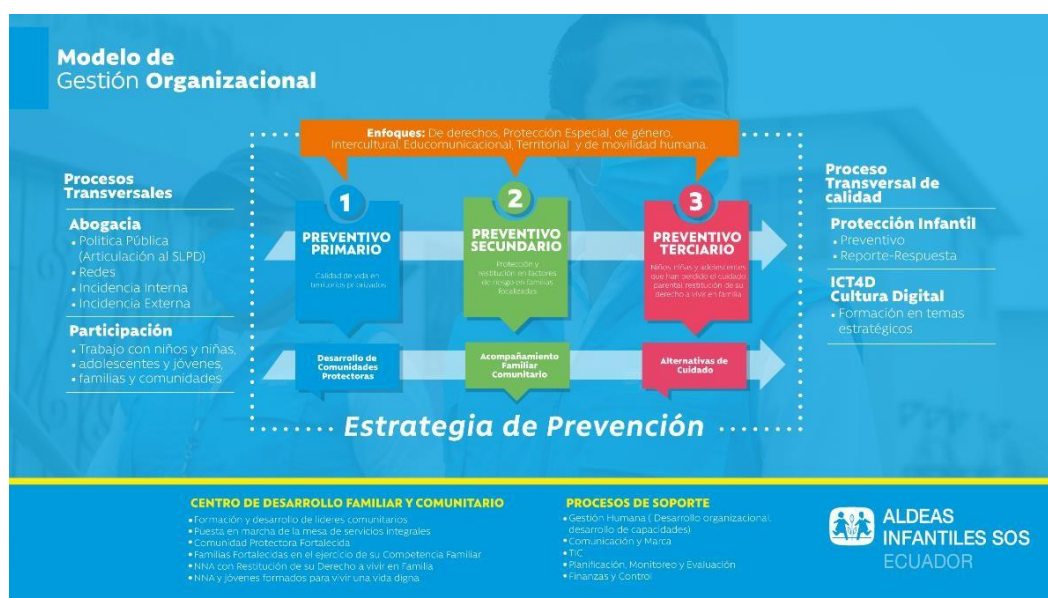 Modelo de
Gestión Organizacional
Enfoques: De derechos, Protección Especial, de género,
Intercultural, Educomunicacional, Territorial y de movilidad humana.
Procesos
Transversales
Abogacia
• Política Pública
(Articulación al SLPD)
• Redes
• Incidencia Interna
• Incidencia Externa
Participación
• Trabajo con niños y niñas,
• adolescentes y jóvenes,
• familias y comunidades
1
PREVENTIVO
PRIMARIO
Calidad de vida en
territorios priorizados
Desarrollo de
Comunidades
Protectoras
2
PREVENTIVO
SECUNDARIO
Protección y
restitución en factores
de riesgo en familias
focalizadas
Acompañamiento
Familiar
Comunitario
3
PREVENTIVO
TERCIARIO
Niños niñas y adolescentes
que han perdido el cuidado
parental restitución de su
derecho a vivir en familia
Alternativas de
Cuidado
Proceso
Transversal de
calidad
Protección Infantil
• Preventivo
• Reporte-Respuesta
ICT4D
Cultura Digital
• Formación en temas
estratégicos
Estrategia de Prevención
CENTRO DE DESARROLLO FAMILIAR Y COMUNITARIO
• Formación y desarrollo de líderes comunitarios
• Puesta en marcha de la mesa de servicios integrales
• Comunidad Protectora Fortalecida
• Familias Fortalecidas en el ejercicio de su Competencia Familiar
• NNA con Restitución de su Derecho a vivir en Familia
• NNA y jóvenes formados para vivir una vida digna
PROCESOS DE SOPORTE
• Gestión Humana ( Desarrollo organizacional,
desarrollo de capacidades)
• Comunicación y Marca
• TIC
• Planificación, Monitoreo y Evaluación
• Finanzas y Control
ALDEAS
INFANTILES SOS
ECUADOR